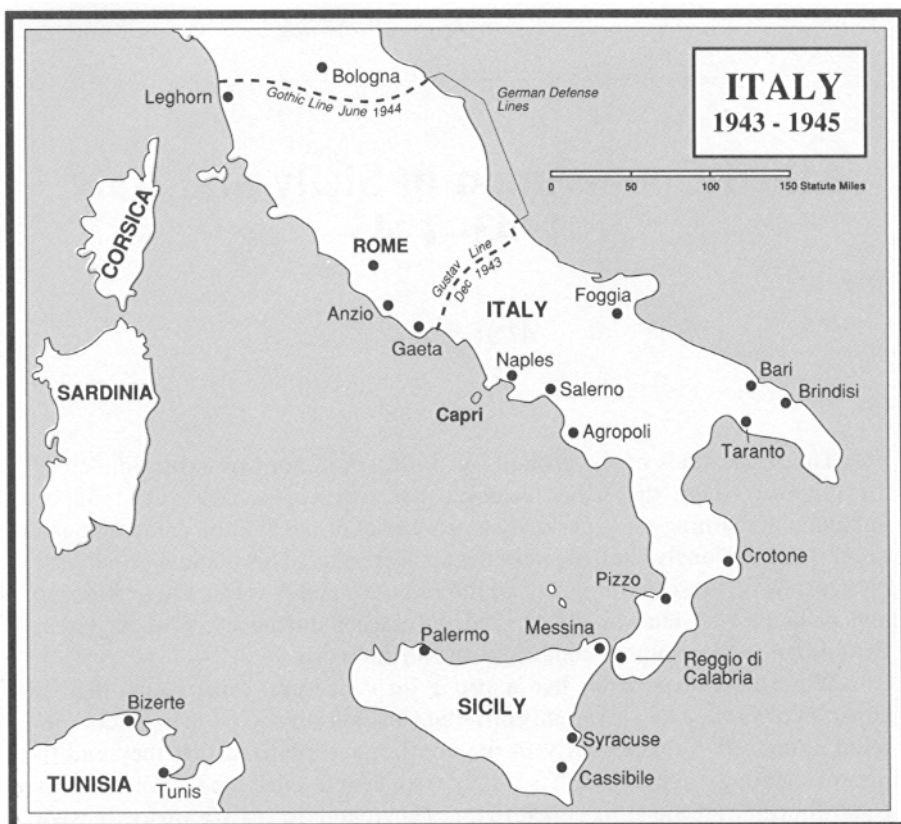 ITALY
1943 - 1945
0 50 100 150 Statute Miles
German Defense
Lines
Bologna
Leghorn
Gothic Line June 1944
CORSICA
ROME
Gustav Line
Dec 1943
Anzio
Gaeta
ITALY
Foggia
SARDINIA
Naples
Capri
Salerno
Agropoli
Bari
Brindisi
Taranto
Crotone
Pizzo
Palermo
Messina
Reggio di
Calabria
SICILY
Syracuse
Cassibile
Bizerte
TUNISIA
Tunis